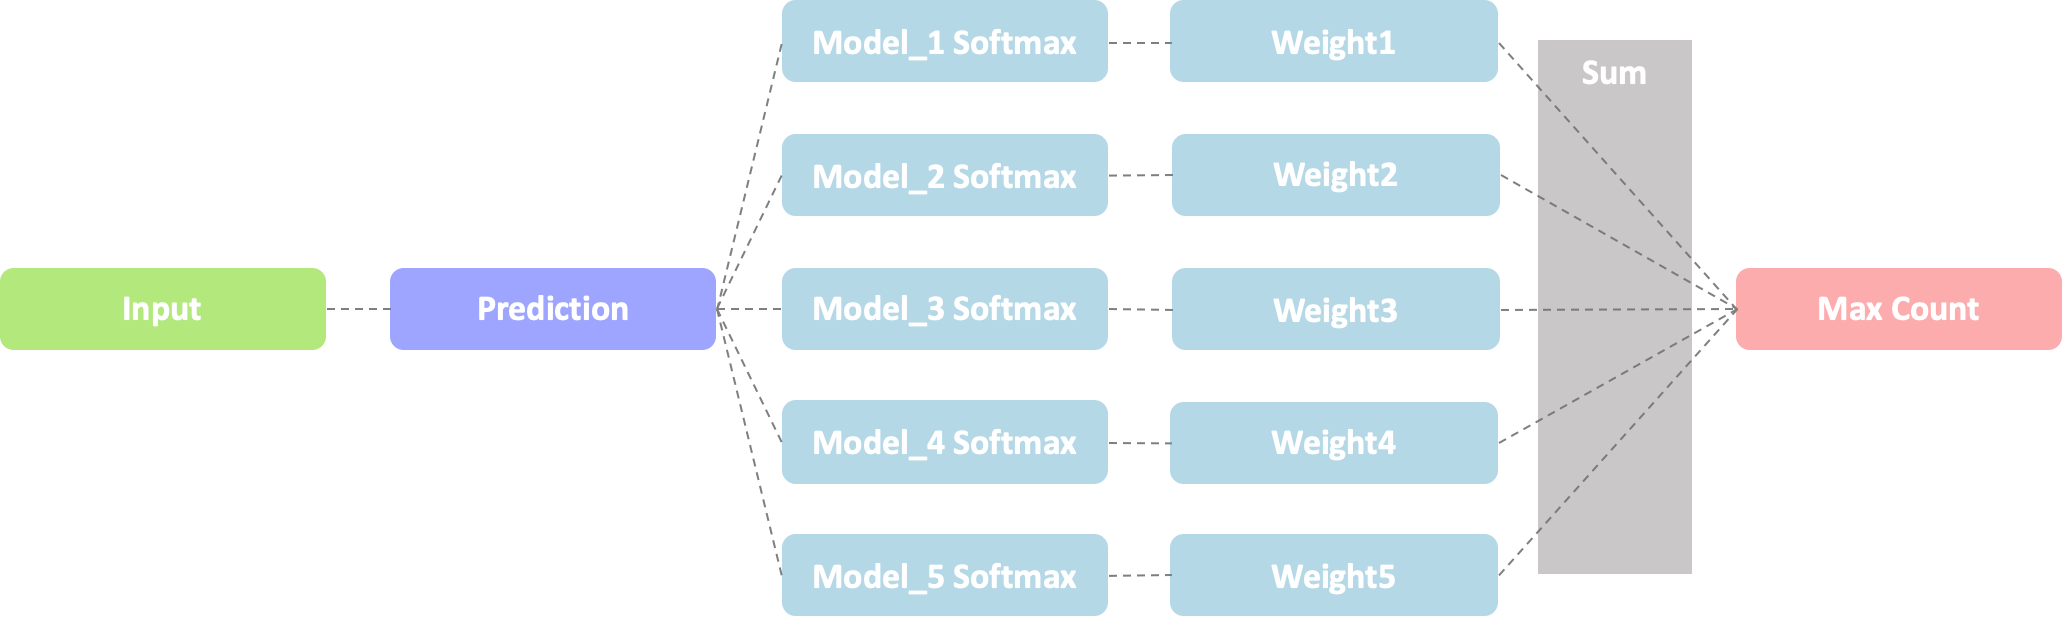 Model_1 Softmax
Weight1
Sum
Model_2 Softmax
Weight2
Input
Prediction
Model_3 Softmax
Weight3
Max Count
Model_4 Softmax
Weight4
Model_5 Softmax
Weight5